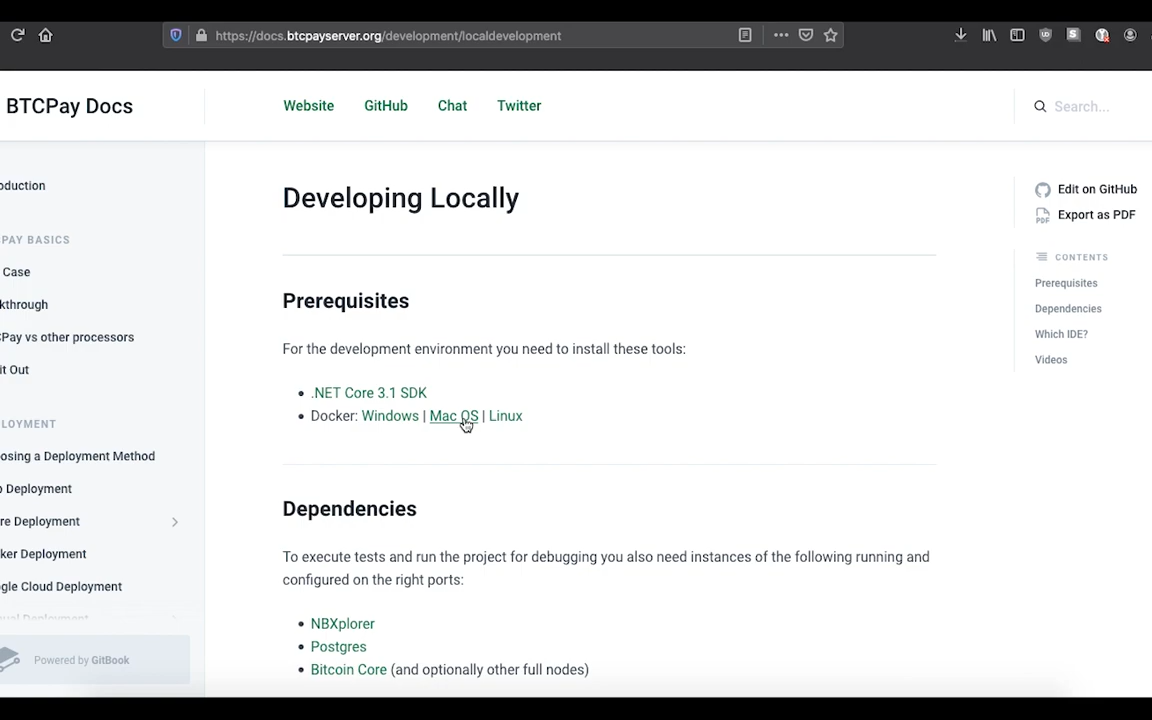 https://docs.btcpayserver.org/development/localdevelopment
BTCPay Docs
Website GitHub Chat Twitter
Search...
oduction
PAY BASICS
Case
kthrough
CPay vs other processors
it Out
LOYMENT
osing a Deployment Method
Deployment
re Deployment
ker Deployment
gle Cloud Deployment
ual Deployment
Powered by GitBook
Developing Locally
Prerequisites
For the development environment you need to install these tools:
• .NET Core 3.1 SDK
• Docker: Windows | Mac OS | Linux
Dependencies
To execute tests and run the project for debugging you also need instances of the following running and
configured on the right ports:
• NBXplorer
• Postgres
• Bitcoin Core (and optionally other full nodes)
Edit on GitHub
PDF Export as PDF
CONTENTS
Prerequisites
Dependencies
Which IDE?
Videos